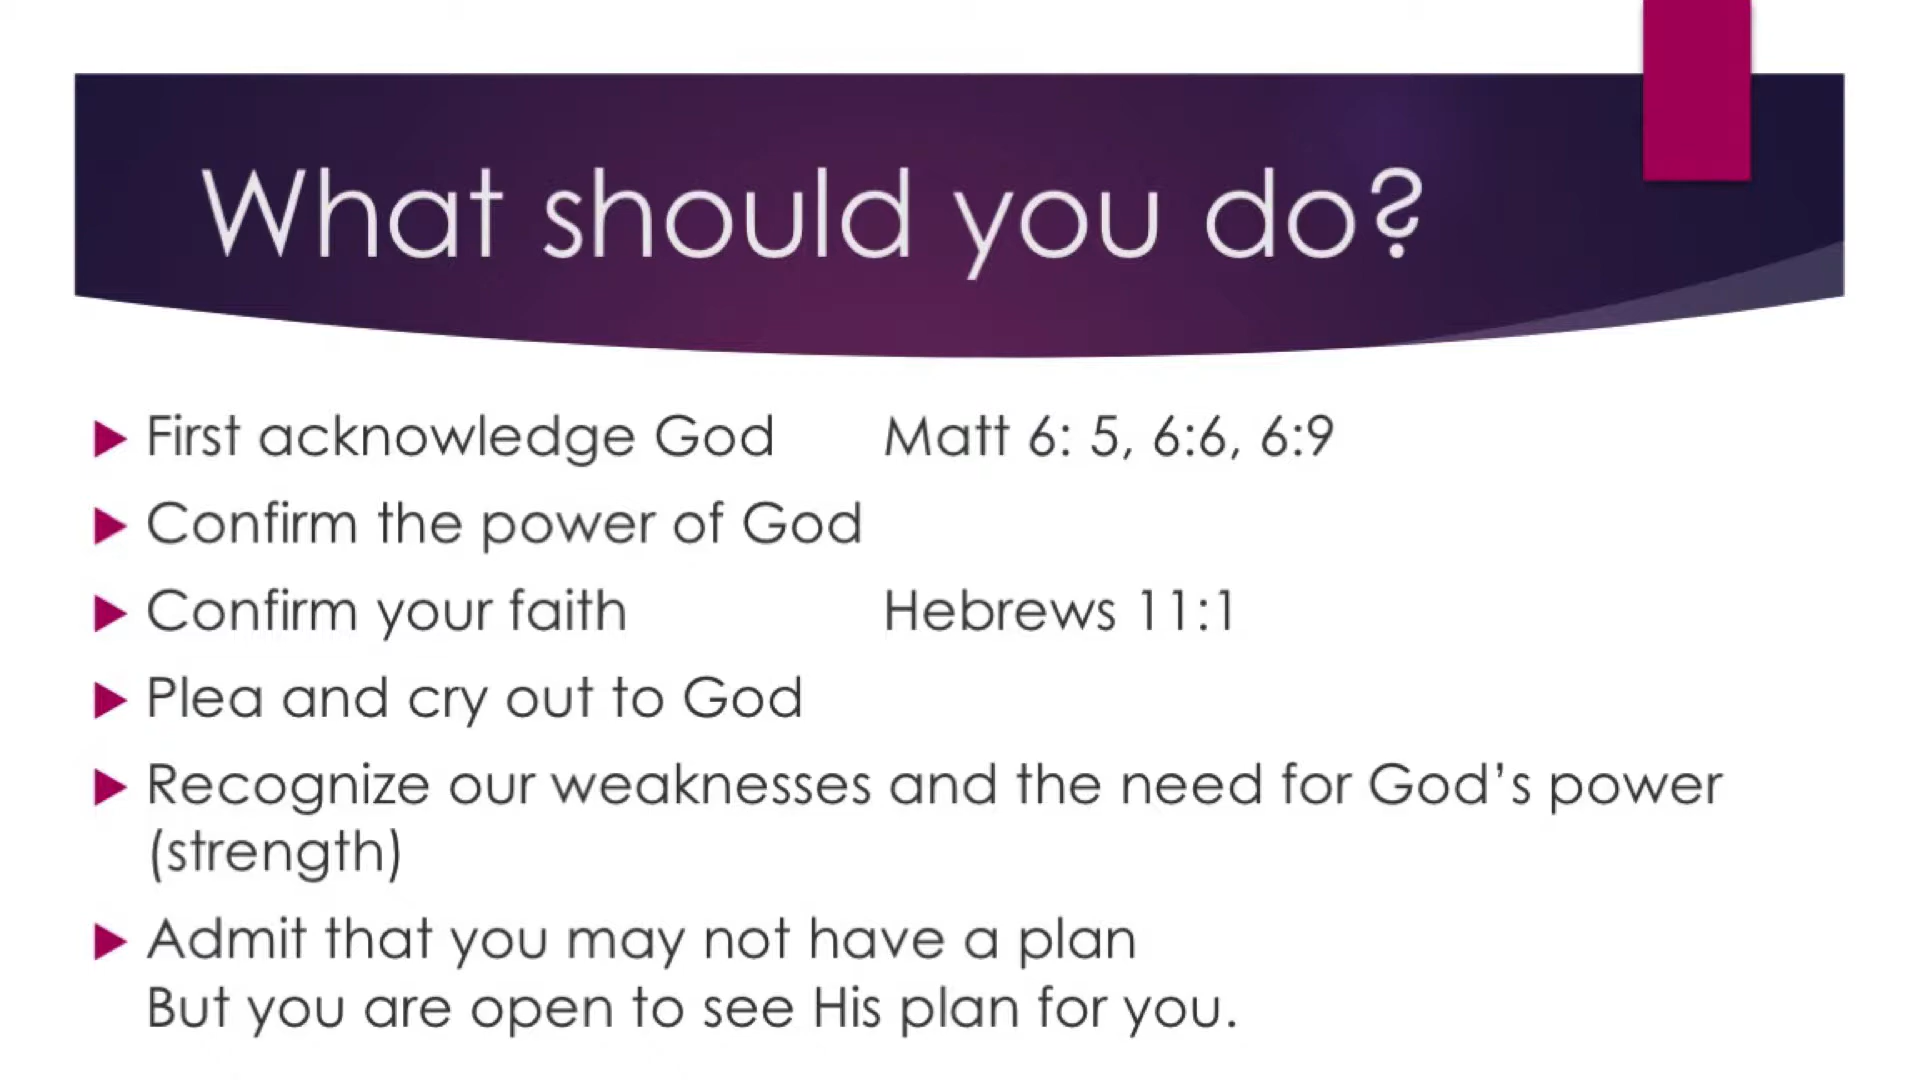 What should you do?
First acknowledge God Matt 6: 5, 6:6, 6:9
Confirm the power of God
Confirm your faith Hebrews 11:1
Plea and cry out to God
Recognize our weaknesses and the need for God’s power
(strength)
Admit that you may not have a plan
But you are open to see His plan for you.